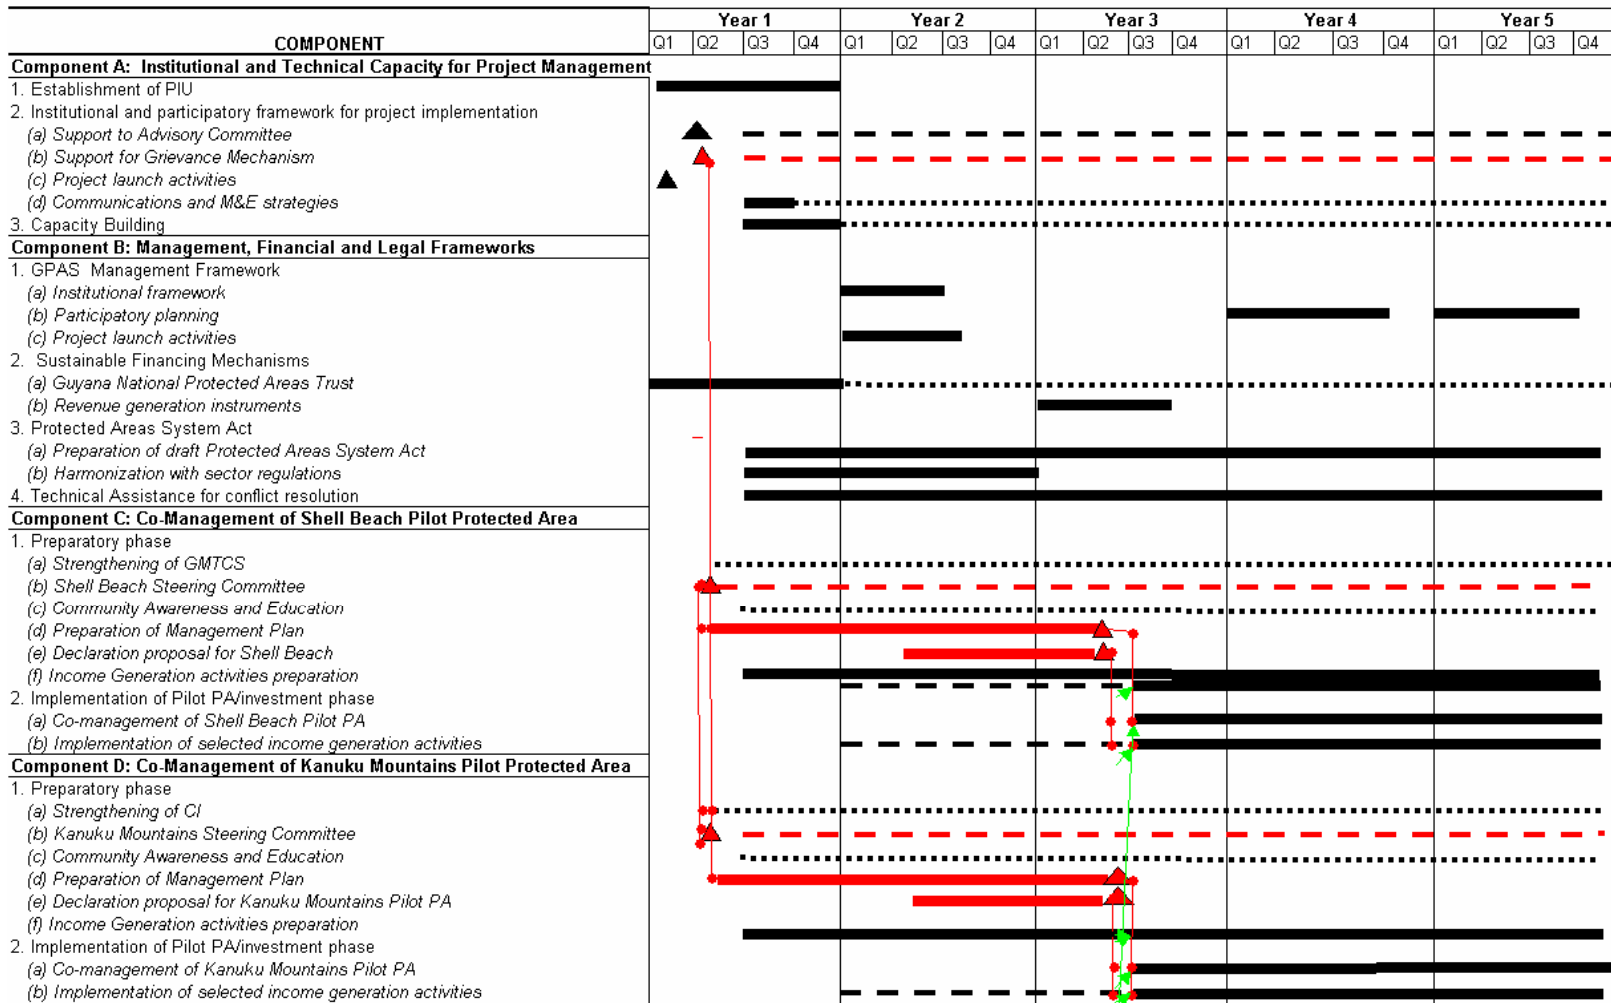 Year 1 Year 2 Year 3 Year 4 Year 5
COMPONENT Q1 Q2 Q3 Q4 Q1 Q2 Q3 Q4 Q1 Q2 Q3 Q4 Q1 Q2 Q3 Q4 Q1 Q2 Q3 Q4
Component A: Institutional and Technical Capacity for Project Management
1. Establishment of PIU
2. Institutional and participatory framework for project implementation
(a) Support to Advisory Committee
(b) Support for Grievance Mechanism
(c) Project launch activities
(d) Communications and M&E strategies
3. Capacity Building
Component B: Management, Financial and Legal Frameworks
1. GPAS Management Framework
(a) Institutional framework
(b) Participatory planning
(c) Project launch activities
2. Sustainable Financing Mechanisms
(a) Guyana National Protected Areas Trust
(b) Revenue generation instruments
3. Protected Areas System Act
(a) Preparation of draft Protected Areas System Act
(b) Harmonization with sector regulations
4. Technical Assistance for conflict resolution
Component C: Co-Management of Shell Beach Pilot Protected Area
1. Preparatory phase
(a) Strengthening of GMTCS
(b) Shell Beach Steering Committee
(c) Community Awareness and Education
(d) Preparation of Management Plan
(e) Declaration proposal for Shell Beach
(f) Income Generation activities preparation
2. Implementation of Pilot PA/investment phase
(a) Co-management of Shell Beach Pilot PA
(b) Implementation of selected income generation activities
Component D: Co-Management of Kanuku Mountains Pilot Protected Area
1. Preparatory phase
(a) Strengthening of CI
(b) Kanuku Mountains Steering Committee
(c) Community Awareness and Education
(d) Preparation of Management Plan
(e) Declaration proposal for Kanuku Mountains Pilot PA
(f) Income Generation activities preparation
2. Implementation of Pilot PA/investment phase
(a) Co-management of Kanuku Mountains Pilot PA
(b) Implementation of selected income generation activities